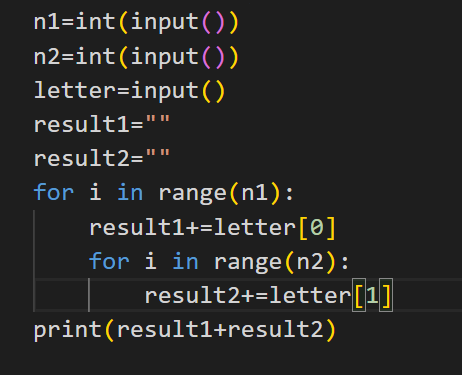 n1=int(input())
n2=int(input())
letter=input()
result1=""
result2=""
for i in range(n1):
    result1+=letter[0]
    for i in range(n2):
        result2+=letter[1]
print(result1+result2)